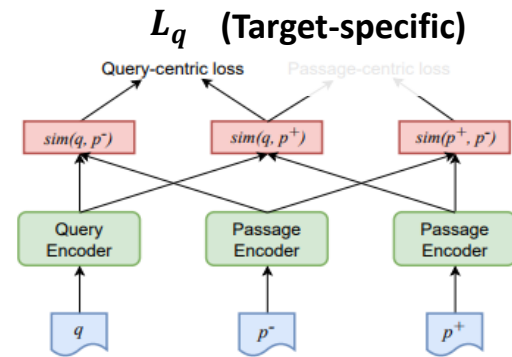 L_q (Target-specific)
Query-centric loss Passage-centric loss
sim(q, p⁻) sim(q, p⁺) sim(p⁺, p⁻)
Query Encoder Passage Encoder Passage Encoder
q p⁻ p⁺